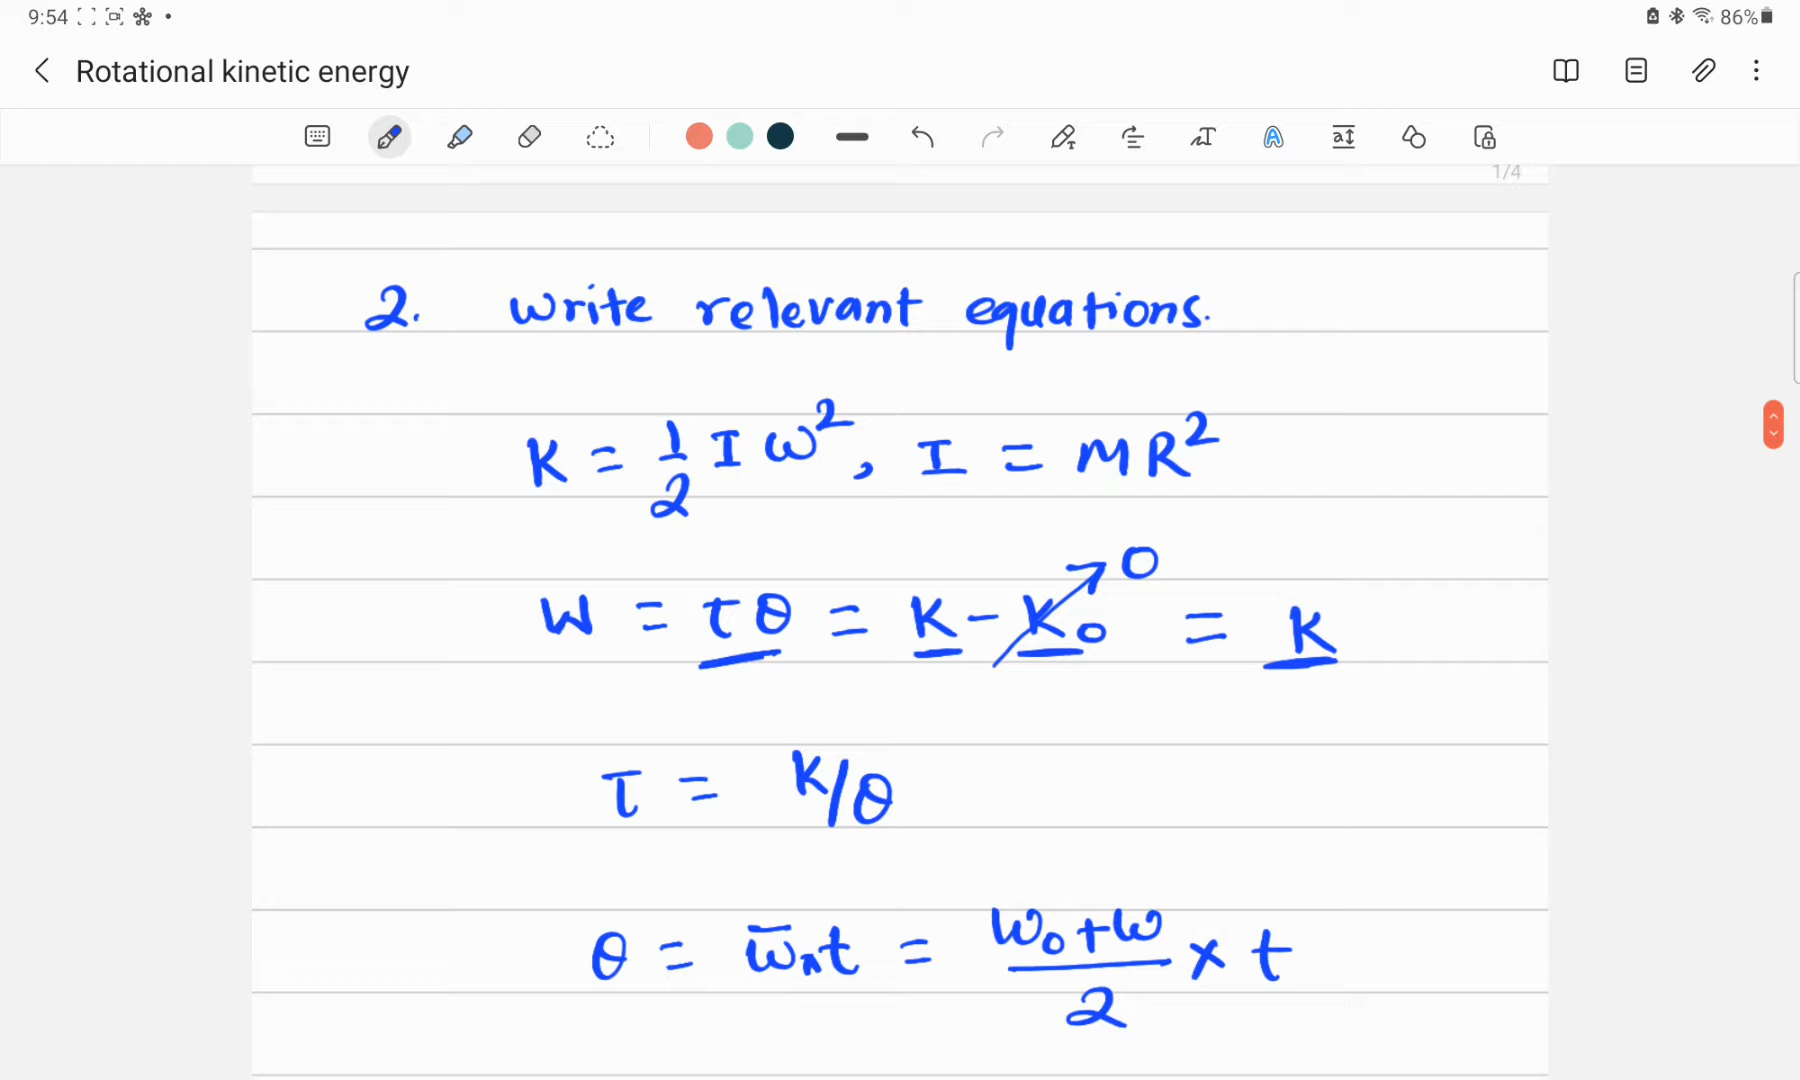 9:54 86%
Rotational kinetic energy
1/4
2. Write relevant equations.
K = 1/2 I ω², I = MR²
W = τθ = K - K₀ ↗ 0 = K
τ = K/θ
θ = ω̄ × t = (ω₀+ω)/2 × t